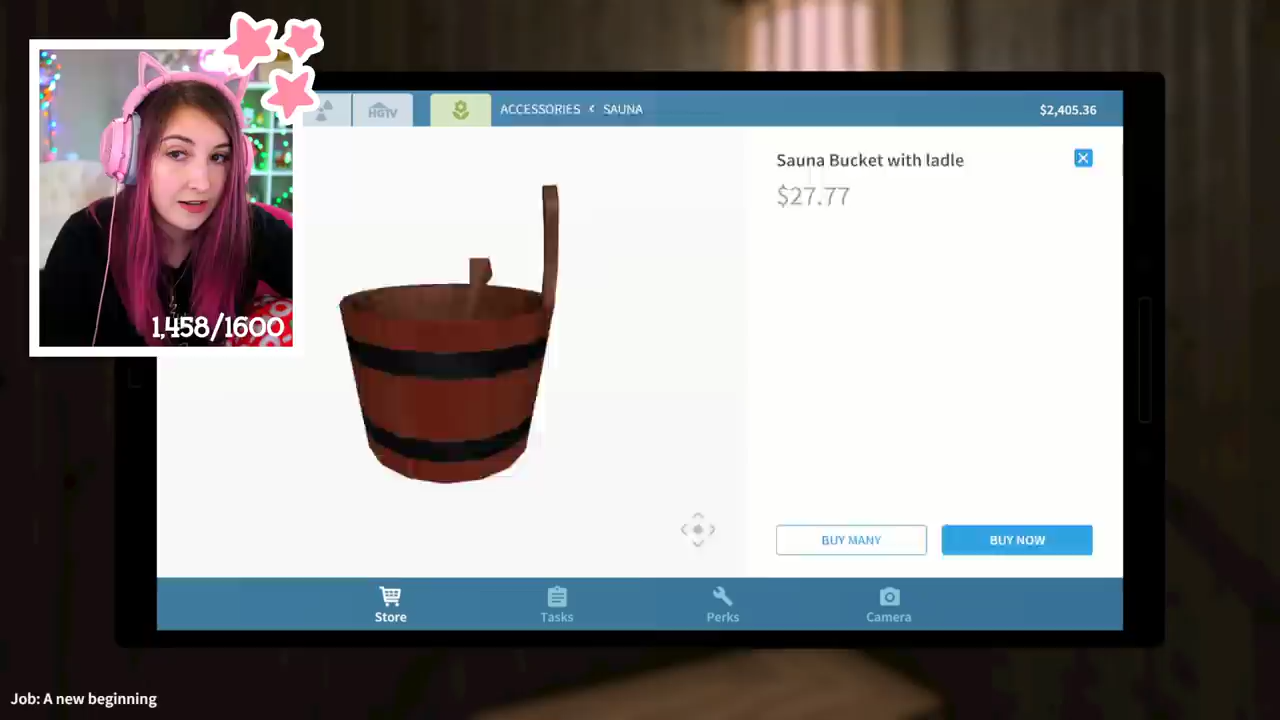 HGTV
ACCESSORIES < SAUNA
$2,405.36
Sauna Bucket with ladle
$27.77
1,458/1600
BUY MANY
BUY NOW
Store
Tasks
Perks
Camera
Job: A new beginning